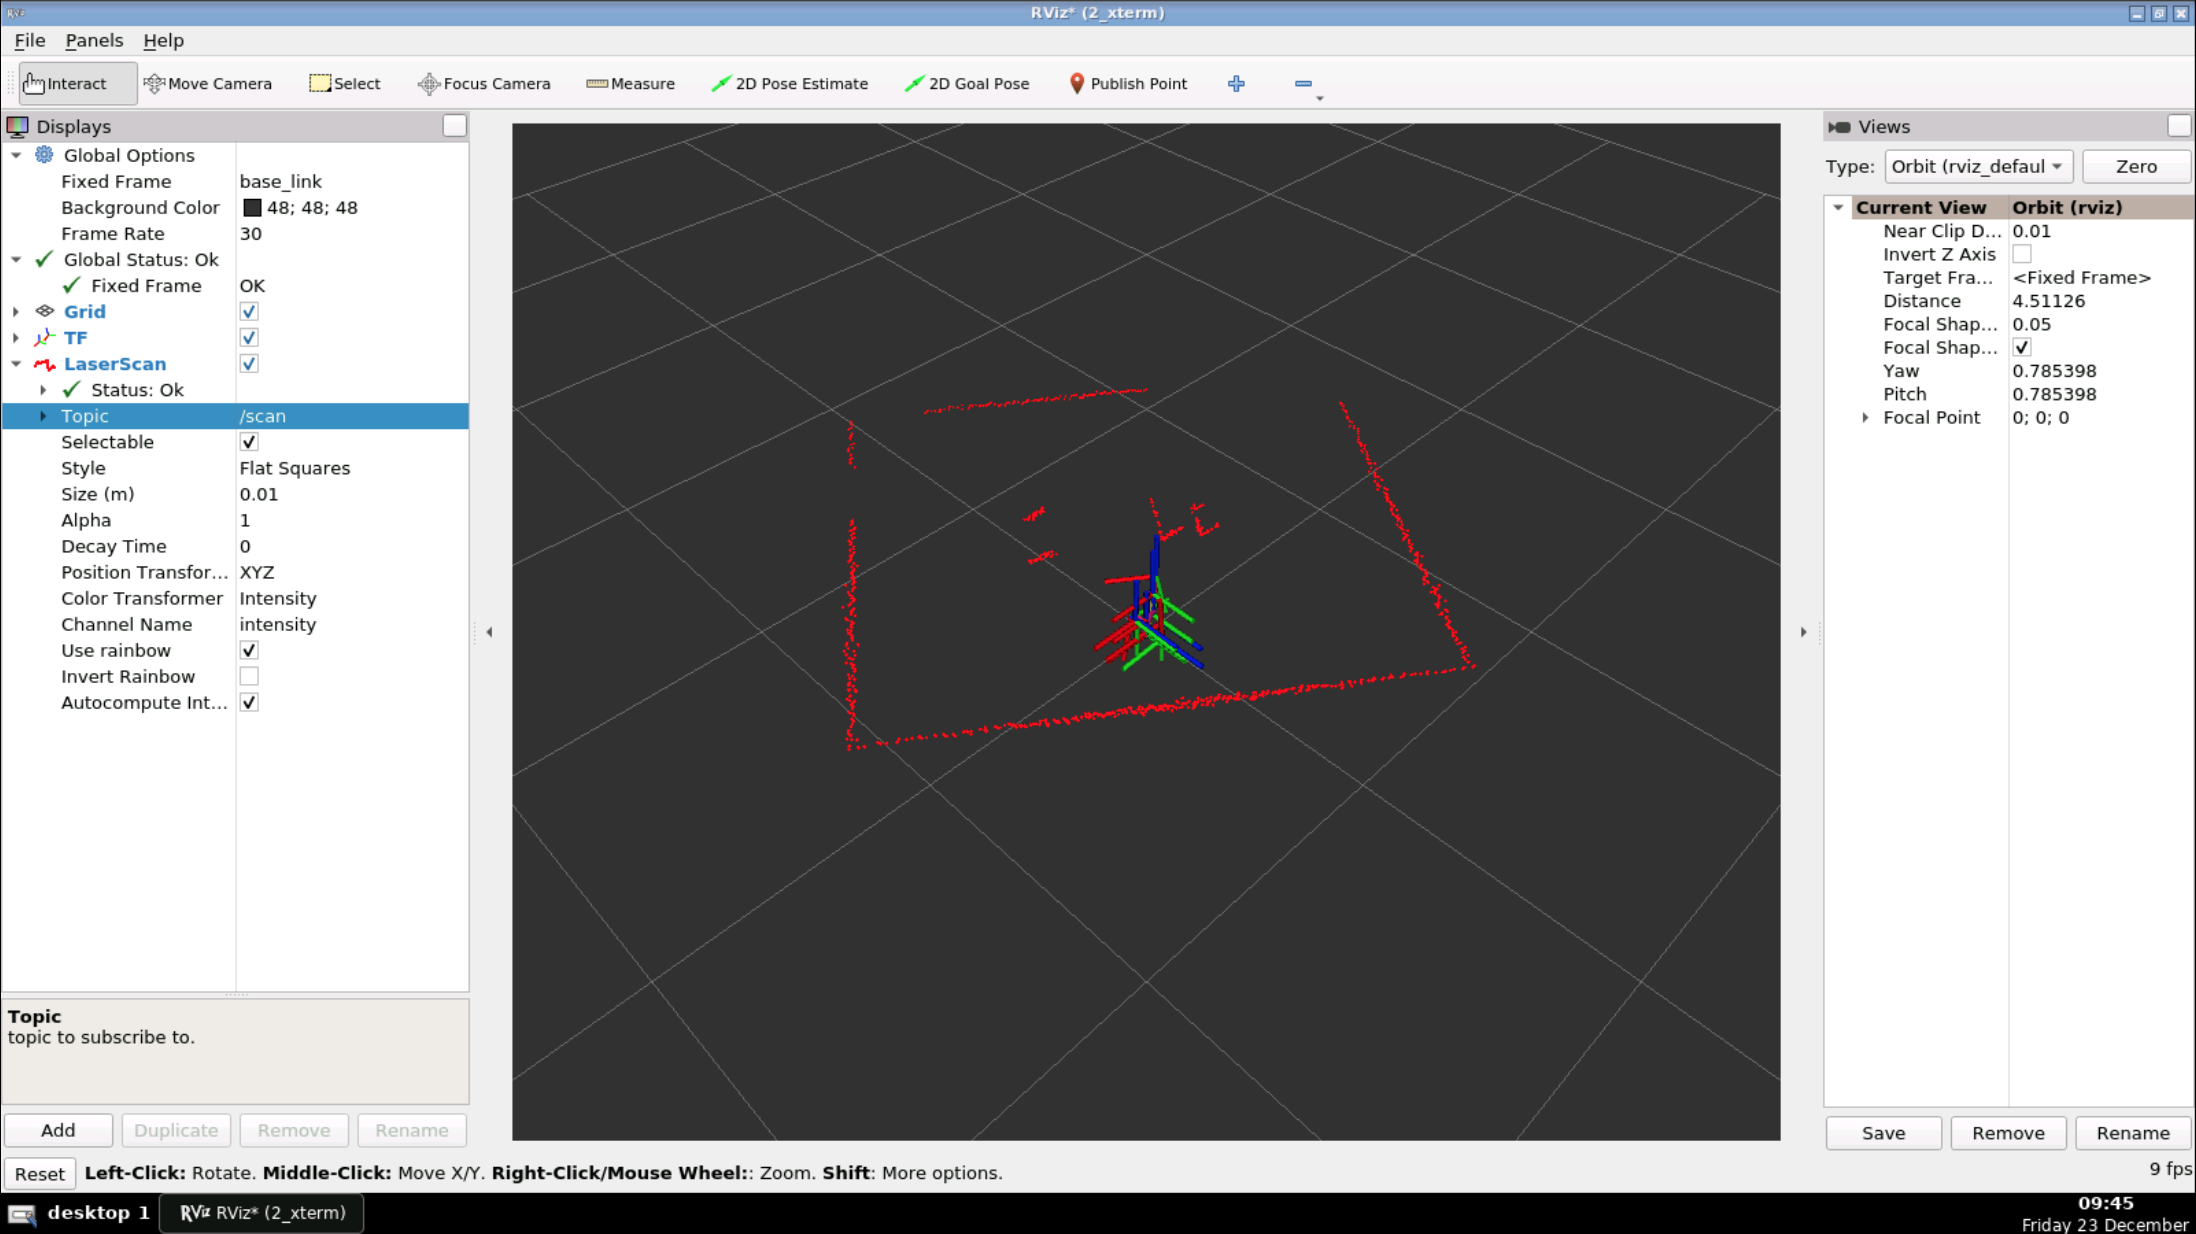 RViz* (2_xterm)
File Panels Help
Interact Move Camera Select Focus Camera Measure 2D Pose Estimate 2D Goal Pose Publish Point
Displays
Global Options
Fixed Frame base_link
Background Color 48; 48; 48
Frame Rate 30
Global Status: Ok
Fixed Frame OK
Grid
TF
LaserScan
Status: Ok
Topic /scan
Selectable
Style Flat Squares
Size (m) 0.01
Alpha 1
Decay Time 0
Position Transfor... XYZ
Color Transformer Intensity
Channel Name intensity
Use rainbow
Invert Rainbow
Autocompute Int...
Topic
topic to subscribe to.
Add Duplicate Remove Rename
Views
Type: Orbit (rviz_defaul Zero
Current View Orbit (rviz)
Near Clip D... 0.01
Invert Z Axis
Target Fra... <Fixed Frame>
Distance 4.51126
Focal Shap... 0.05
Focal Shap...
Yaw 0.785398
Pitch 0.785398
Focal Point 0; 0; 0
Save Remove Rename
Reset Left-Click: Rotate. Middle-Click: Move X/Y. Right-Click/Mouse Wheel:: Zoom. Shift: More options. 9 fps
desktop 1 RViz RViz* (2_xterm) 09:45
Friday 23 December